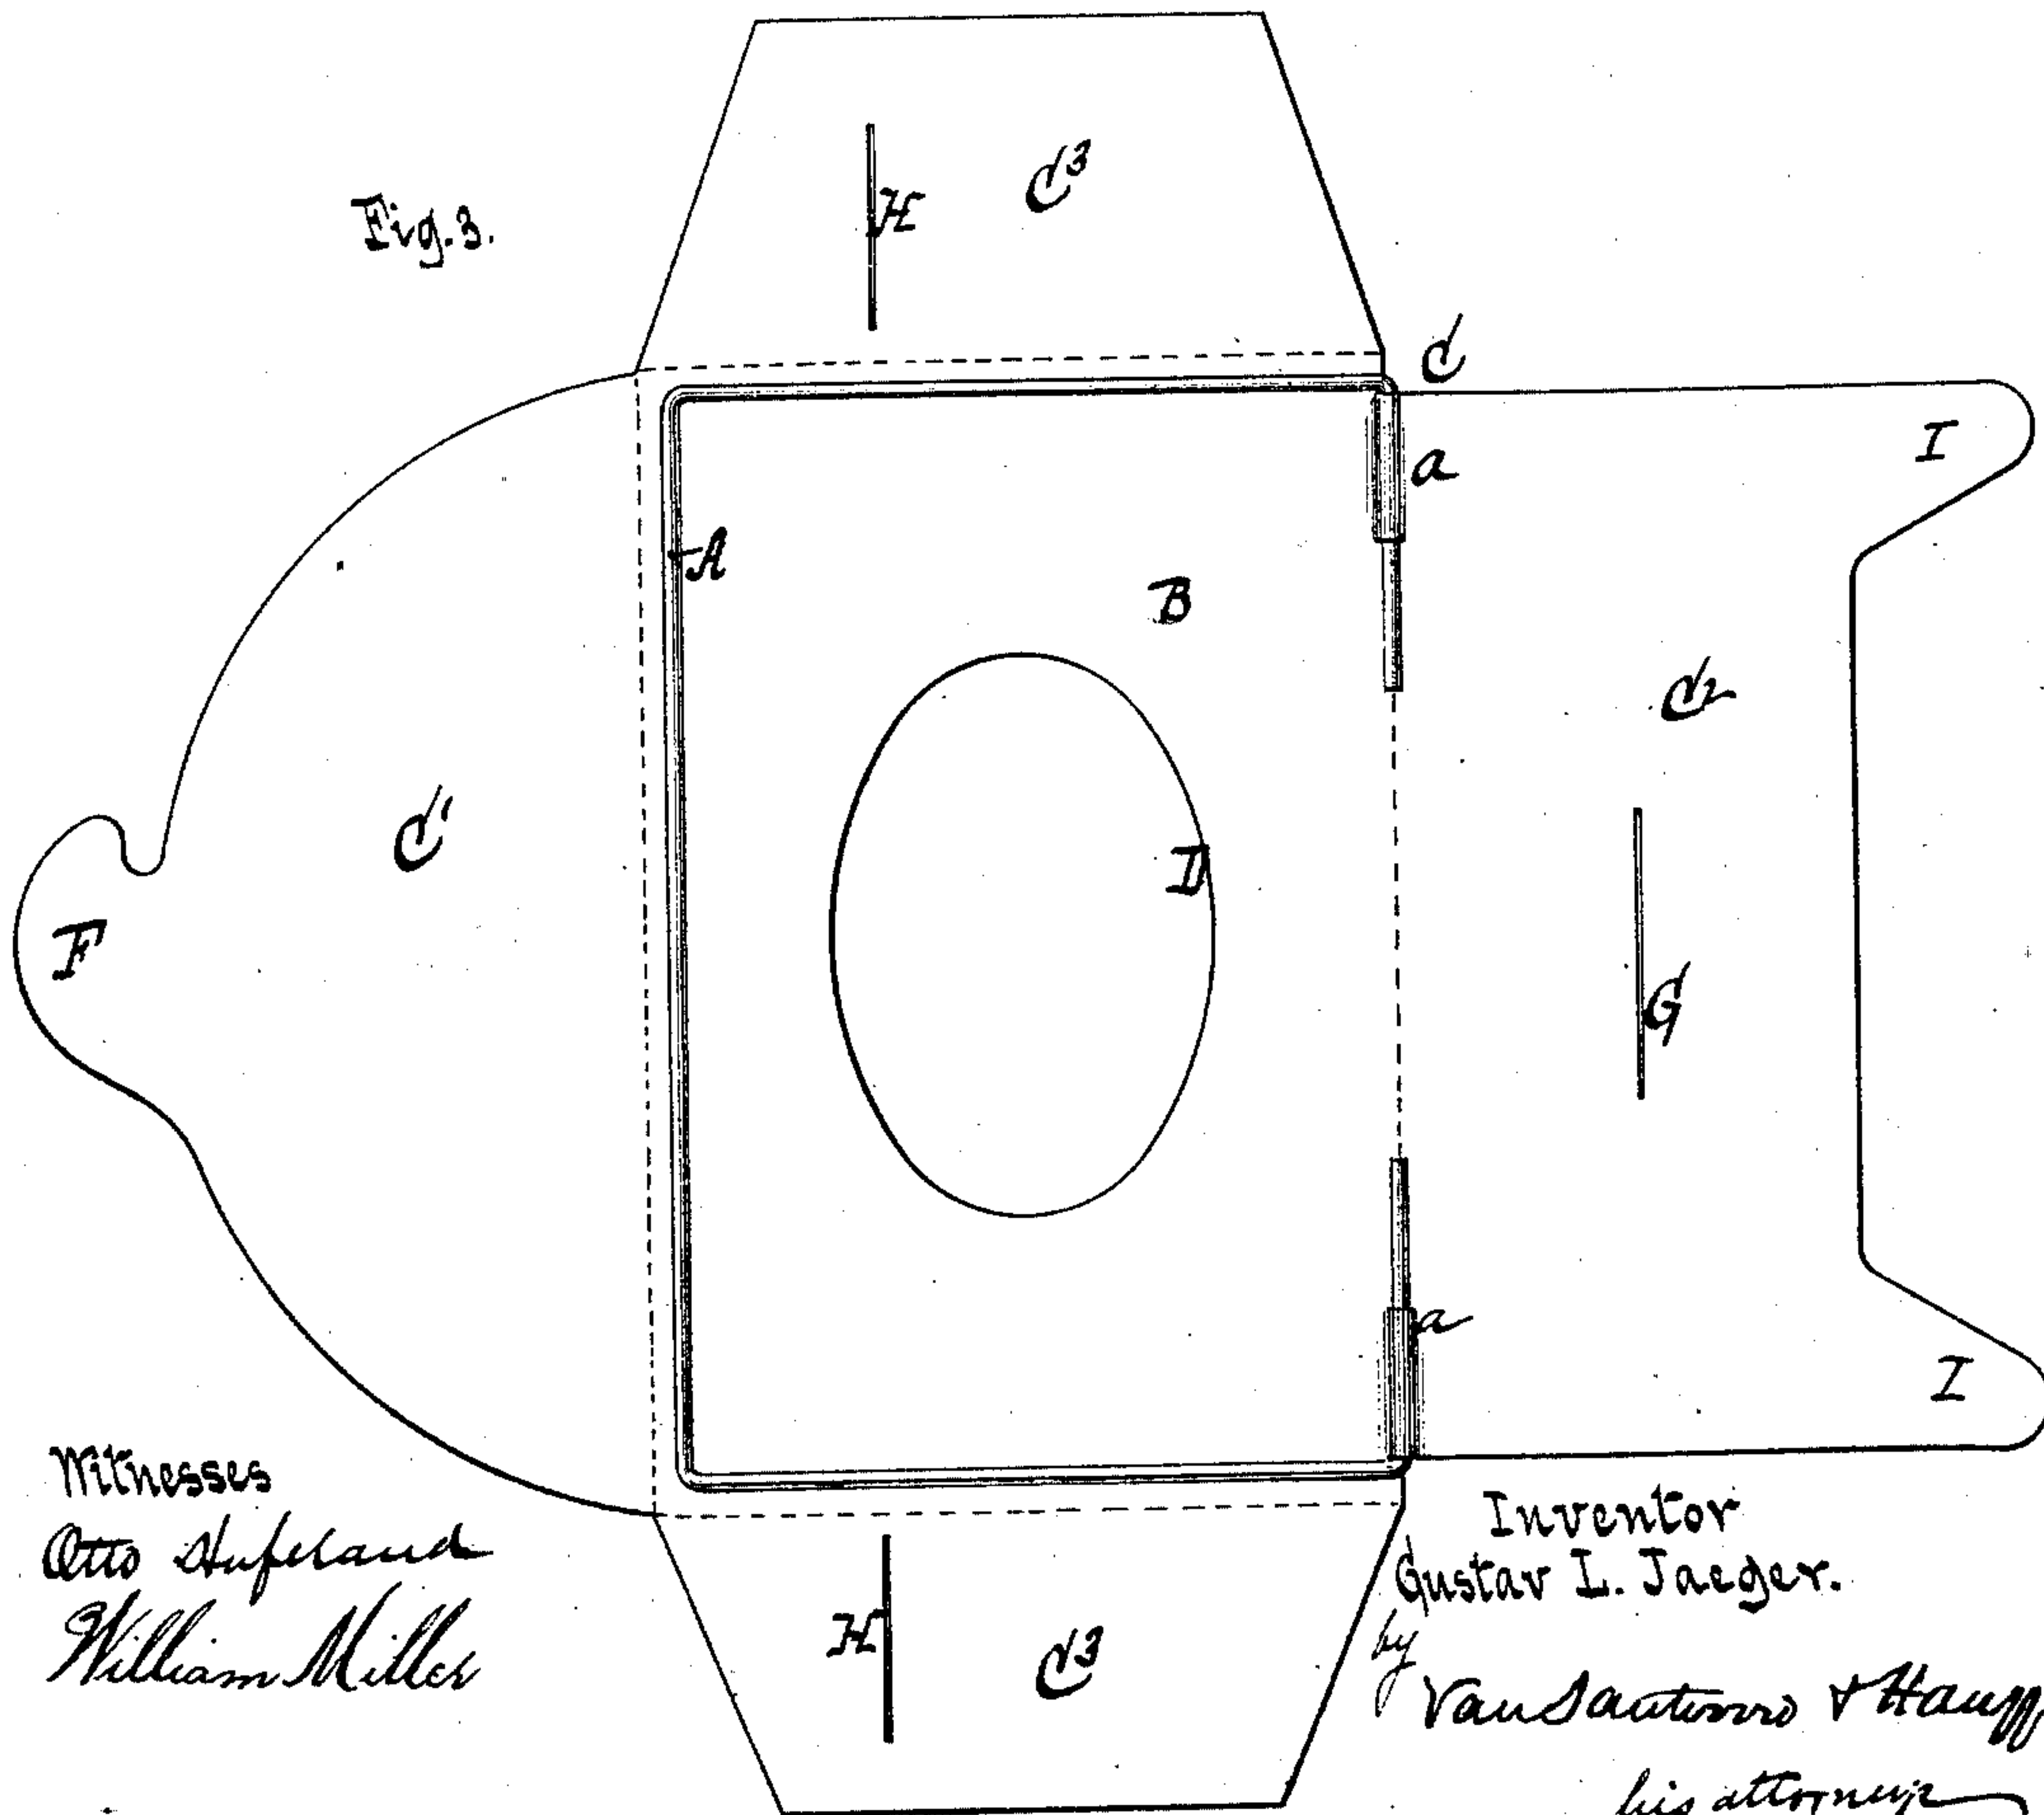 Fig. 3.
H
C³
C
I
a
A
B
C²
C'
D
F
G
a
I
Witnesses
Otto Hufeland
William Miller
H
C³
Inventor
Gustav L. Jaeger.
by
Van Santvoord & Hauff
his attorneys